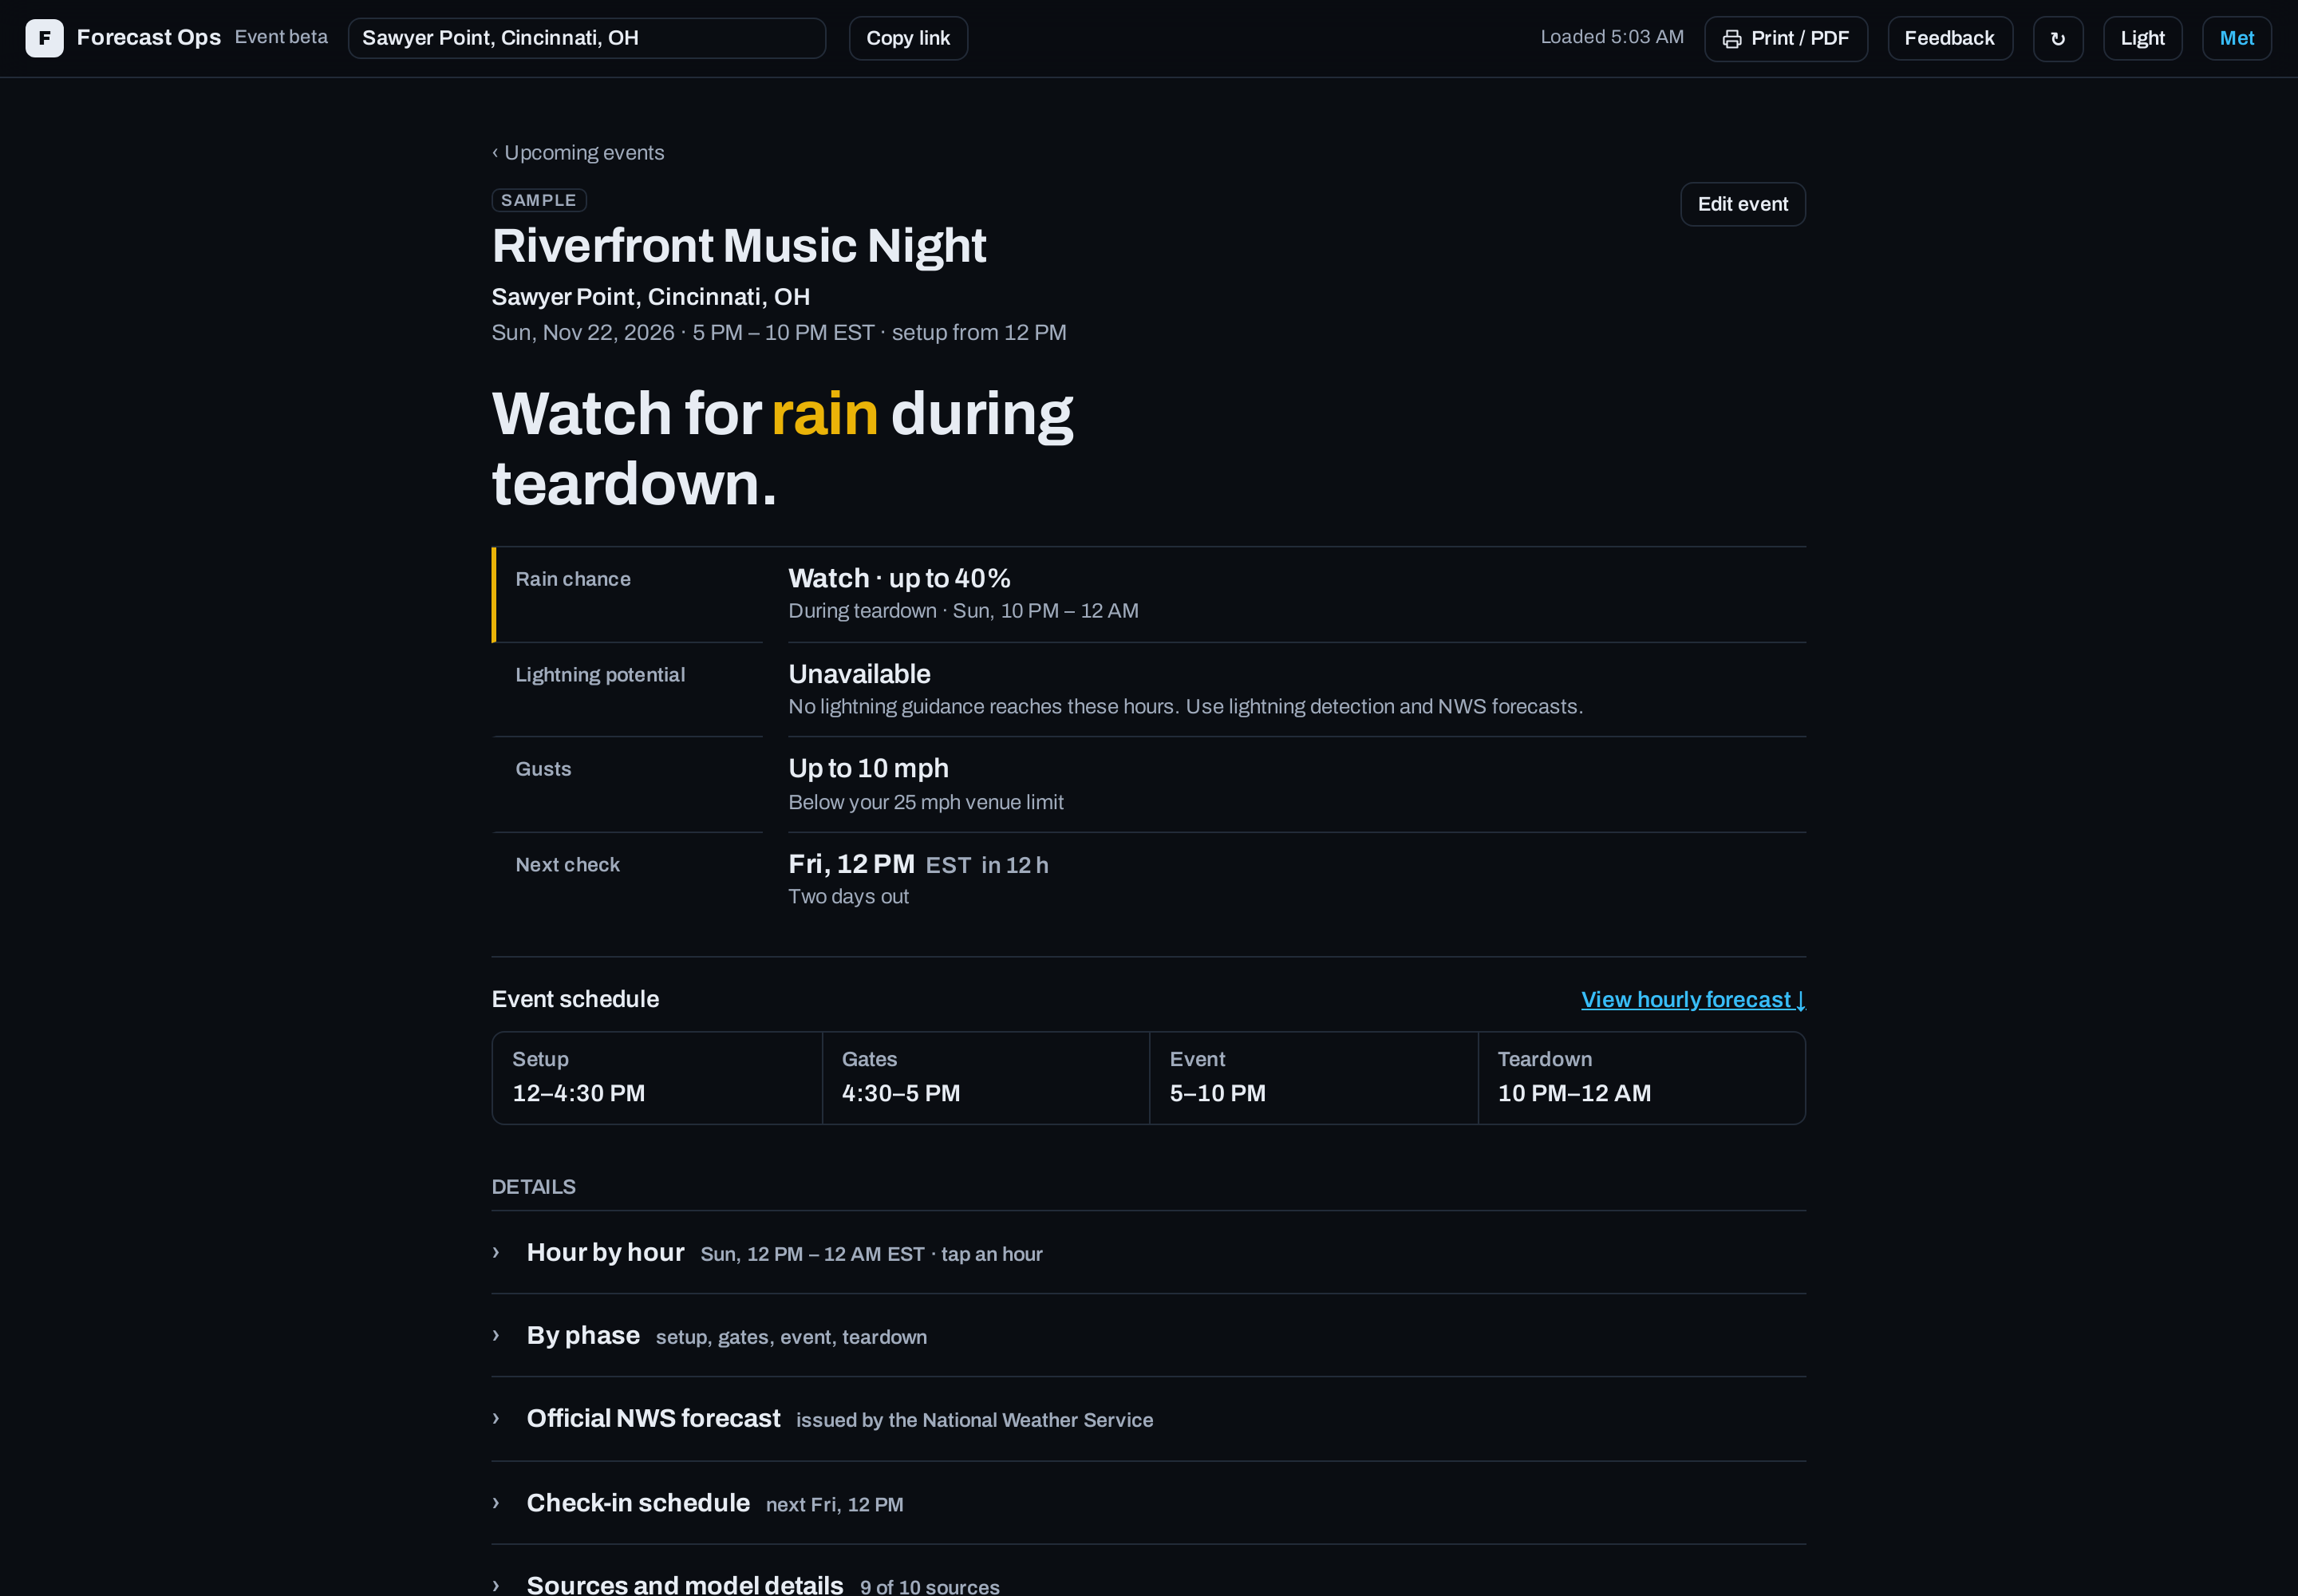 F Forecast Ops Event beta Sawyer Point, Cincinnati, OH Copy link Loaded 5:03 AM Print / PDF Feedback ↻ Light Met
‹ Upcoming events
SAMPLE
Edit event
Riverfront Music Night
Sawyer Point, Cincinnati, OH
Sun, Nov 22, 2026 · 5 PM – 10 PM EST · setup from 12 PM
Watch for rain during
teardown.
Rain chance
Watch · up to 40%
During teardown · Sun, 10 PM – 12 AM
Lightning potential
Unavailable
No lightning guidance reaches these hours. Use lightning detection and NWS forecasts.
Gusts
Up to 10 mph
Below your 25 mph venue limit
Next check
Fri, 12 PM EST in 12 h
Two days out
Event schedule
View hourly forecast ↓
Setup
12–4:30 PM
Gates
4:30–5 PM
Event
5–10 PM
Teardown
10 PM–12 AM
DETAILS
› Hour by hour Sun, 12 PM – 12 AM EST · tap an hour
› By phase setup, gates, event, teardown
› Official NWS forecast issued by the National Weather Service
› Check-in schedule next Fri, 12 PM
› Sources and model details 9 of 10 sources